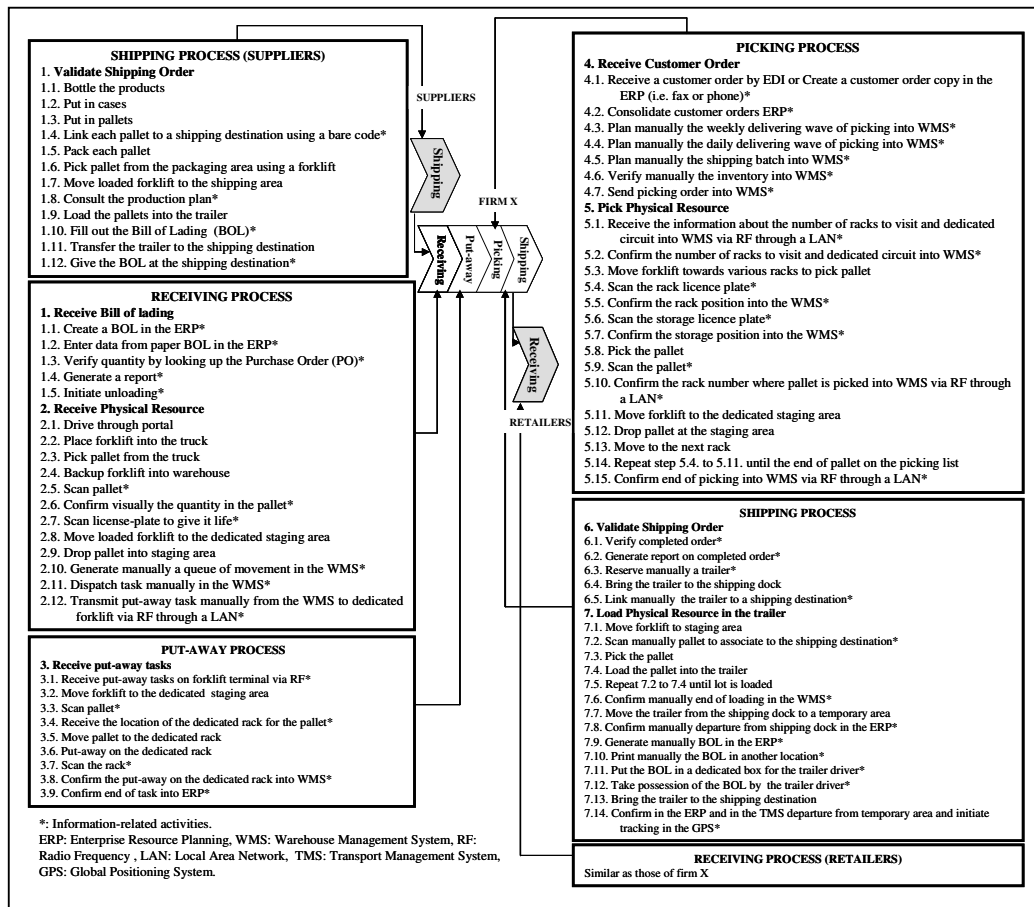 SHIPPING PROCESS (SUPPLIERS)
1. Validate Shipping Order
1.1. Bottle the products
1.2. Put in cases
1.3. Put in pallets
1.4. Link each pallet to a shipping destination using a bare code*
1.5. Pack each pallet
1.6. Pick pallet from the packaging area using a forklift
1.7. Move loaded forklift to the shipping area
1.8. Consult the production plan*
1.9. Load the pallets into the trailer
1.10. Fill out the Bill of Lading (BOL)*
1.11. Transfer the trailer to the shipping destination
1.12. Give the BOL at the shipping destination*
RECEIVING PROCESS
1. Receive Bill of lading
1.1. Create a BOL in the ERP*
1.2. Enter data from paper BOL in the ERP*
1.3. Verify quantity by looking up the Purchase Order (PO)*
1.4. Generate a report*
1.5. Initiate unloading*
2. Receive Physical Resource
2.1. Drive through portal
2.2. Place forklift into the truck
2.3. Pick pallet from the truck
2.4. Backup forklift into warehouse
2.5. Scan pallet*
2.6. Confirm visually the quantity in the pallet*
2.7. Scan license-plate to give it life*
2.8. Move loaded forklift to the dedicated staging area
2.9. Drop pallet into staging area
2.10. Generate manually a queue of movement in the WMS*
2.11. Dispatch task manually in the WMS*
2.12. Transmit put-away task manually from the WMS to dedicated
forklift via RF through a LAN*
PUT-AWAY PROCESS
3. Receive put-away tasks
3.1. Receive put-away tasks on forklift terminal via RF*
3.2. Move forklift to the dedicated staging area
3.3. Scan pallet*
3.4. Receive the location of the dedicated rack for the pallet*
3.5. Move pallet to the dedicated rack
3.6. Put-away on the dedicated rack
3.7. Scan the rack*
3.8. Confirm the put-away on the dedicated rack into WMS*
3.9. Confirm end of task into ERP*
*: Information-related activities.
ERP: Enterprise Resource Planning, WMS: Warehouse Management System, RF:
Radio Frequency , LAN: Local Area Network, TMS: Transport Management System,
GPS: Global Positioning System.
SUPPLIERS
Shipping
FIRM X
Receiving
Put-away
Picking
Shipping
Receiving
RETAILERS
PICKING PROCESS
4. Receive Customer Order
4.1. Receive a customer order by EDI or Create a customer order copy in the
ERP (i.e. fax or phone)*
4.2. Consolidate customer orders ERP*
4.3. Plan manually the weekly delivering wave of picking into WMS*
4.4. Plan manually the daily delivering wave of picking into WMS*
4.5. Plan manually the shipping batch into WMS*
4.6. Verify manually the inventory into WMS*
4.7. Send picking order into WMS*
5. Pick Physical Resource
5.1. Receive the information about the number of racks to visit and dedicated
circuit into WMS via RF through a LAN*
5.2. Confirm the number of racks to visit and dedicated circuit into WMS*
5.3. Move forklift towards various racks to pick pallet
5.4. Scan the rack licence plate*
5.5. Confirm the rack position into the WMS*
5.6. Scan the storage licence plate*
5.7. Confirm the storage position into the WMS*
5.8. Pick the pallet
5.9. Scan the pallet*
5.10. Confirm the rack number where pallet is picked into WMS via RF through
a LAN*
5.11. Move forklift to the dedicated staging area
5.12. Drop pallet at the staging area
5.13. Move to the next rack
5.14. Repeat step 5.4. to 5.11. until the end of pallet on the picking list
5.15. Confirm end of picking into WMS via RF through a LAN*
SHIPPING PROCESS
6. Validate Shipping Order
6.1. Verify completed order*
6.2. Generate report on completed order*
6.3. Reserve manually a trailer*
6.4. Bring the trailer to the shipping dock
6.5. Link manually the trailer to a shipping destination*
7. Load Physical Resource in the trailer
7.1. Move forklift to staging area
7.2. Scan manually pallet to associate to the shipping destination*
7.3. Pick the pallet
7.4. Load the pallet into the trailer
7.5. Repeat 7.2 to 7.4 until lot is loaded
7.6. Confirm manually end of loading in the WMS*
7.7. Move the trailer from the shipping dock to a temporary area
7.8. Confirm manually departure from shipping dock in the ERP*
7.9. Generate manually BOL in the ERP*
7.10. Print manually the BOL in another location*
7.11. Put the BOL in a dedicated box for the trailer driver*
7.12. Take possession of the BOL by the trailer driver*
7.13. Bring the trailer to the shipping destination
7.14. Confirm in the ERP and in the TMS departure from temporary area and initiate
tracking in the GPS*
RECEIVING PROCESS (RETAILERS)
Similar as those of firm X